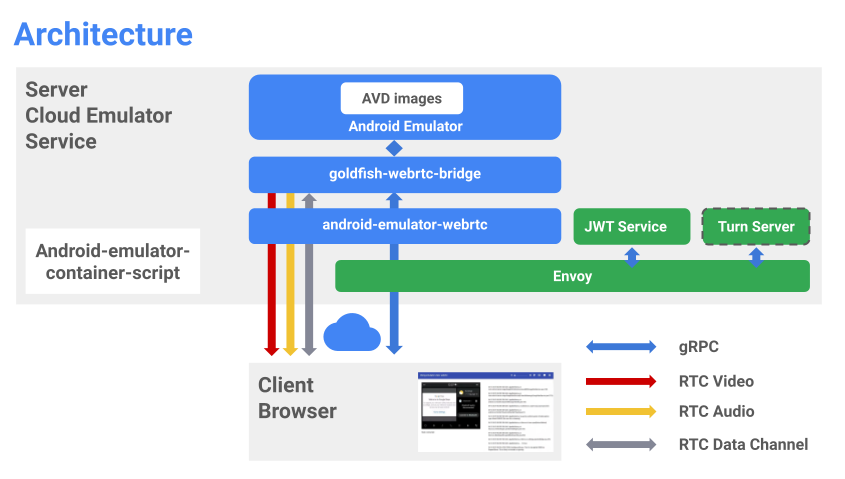 Architecture
Server
Cloud Emulator
Service
AVD images
Android Emulator
goldfish-webrtc-bridge
android-emulator-webrtc
JWT Service
Turn Server
Android-emulator-
container-script
Envoy
Client
Browser
gRPC
RTC Video
RTC Audio
RTC Data Channel